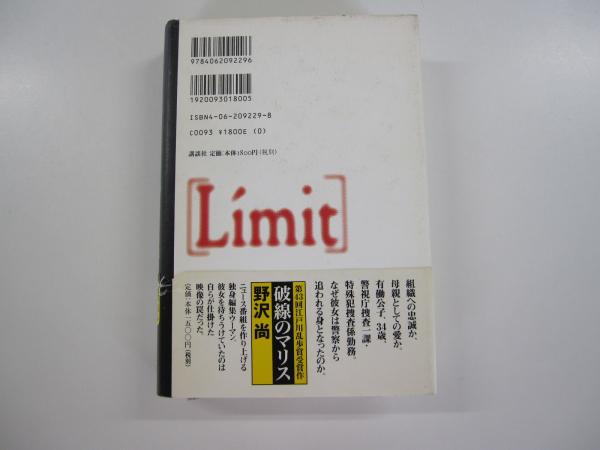 9784062092296
1920093018005
ISBN4-06-209229-8
C0093 ¥1800E (0)
講談社 定価:本体1800円(税別)
[Límit]
組織への忠誠か、
母親としての愛か。
有働公子、34歳。
警視庁捜査一課・
特殊犯捜査係勤務。
なぜ彼女は警察から
追われる身となったのか。
第43回江戸川乱歩賞受賞作
破線のマリス
野沢 尚
ニュース番組を作り上げる
独身編集ウーマン。
彼女を待ちうけていたのは
自らが仕掛けた
映像の罠だった。
定価:本体一五〇〇円(税別)